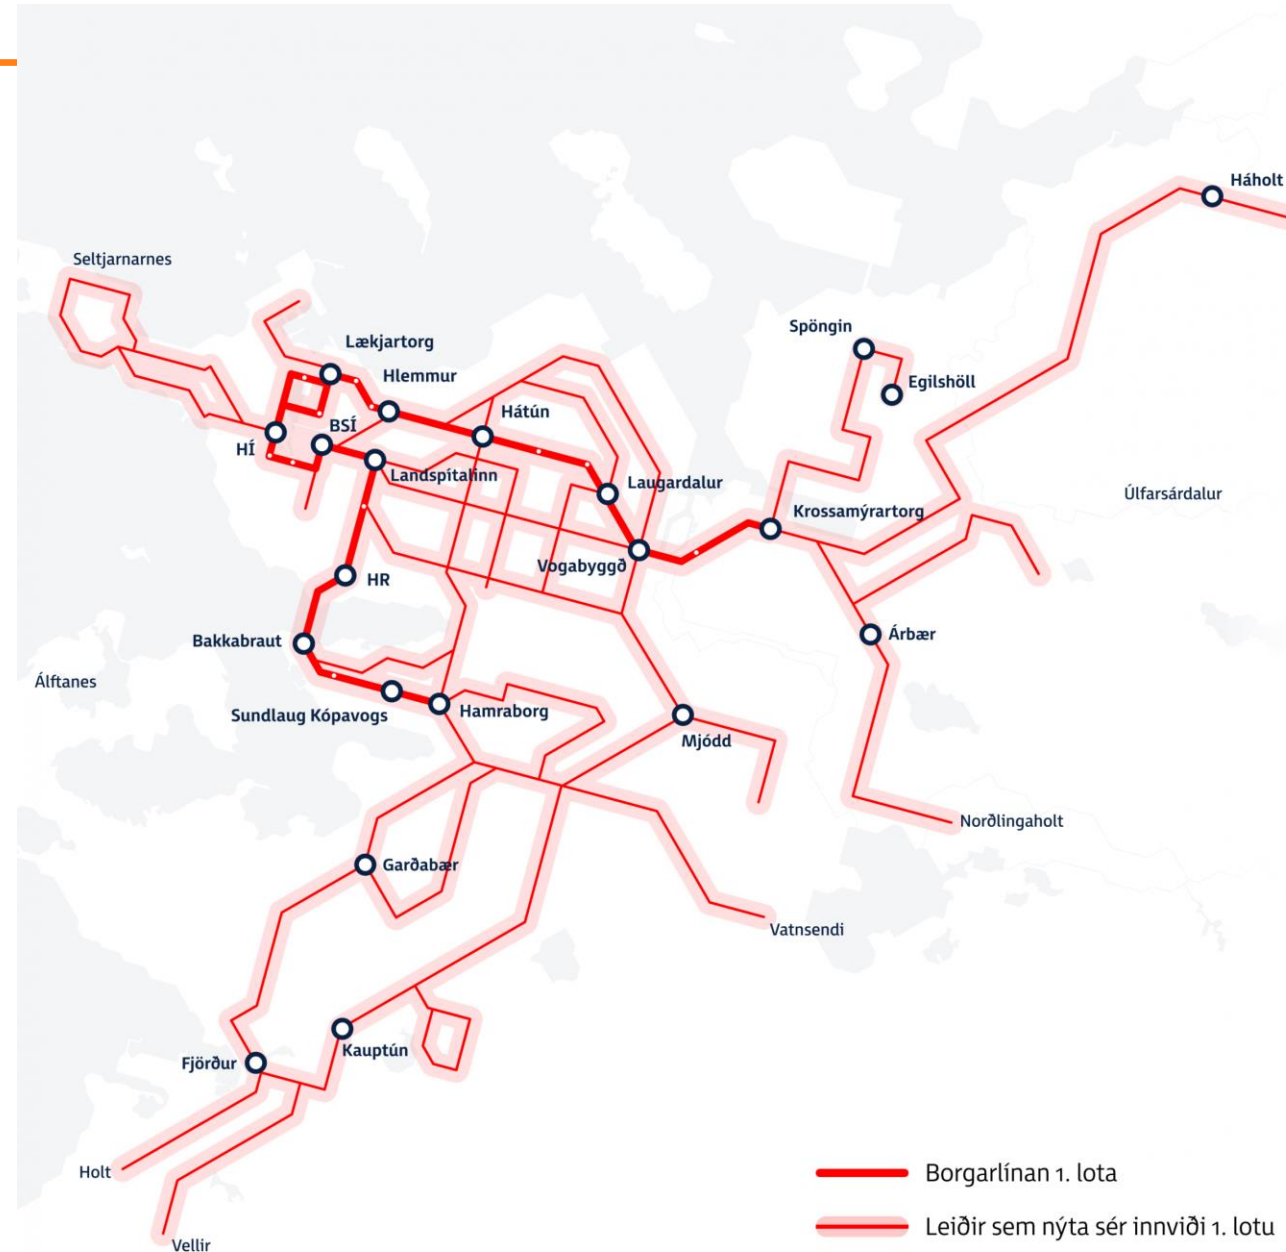 Háholt
Seltjarnarnes
Spöngin
Lækjartorg
Hlemmur
Egilshöll
Hátún
BSÍ
HÍ
Landspítalinn
Laugardalur
Úlfarsárdalur
Krossamýrartorg
Vogabyggð
HR
Bakkabraut
Árbær
Álftanes
Sundlaug Kópavogs
Hamraborg
Mjódd
Norðlingaholt
Garðabær
Vatnsendi
Kauptún
Fjörður
Holt
Borgarlínan 1. lota
Leiðir sem nýta sér innviði 1. lotu
Vellir